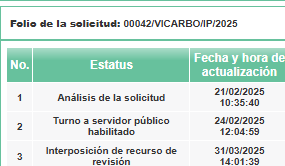 Folio de la solicitud: 00042/VICARBO/IP/2025
No. Estatus Fecha y hora de actualización
1 Análisis de la solicitud 21/02/2025 10:35:40
2 Turno a servidor público habilitado 24/02/2025 12:04:59
3 Interposición de recurso de revisión 31/03/2025 14:01:39